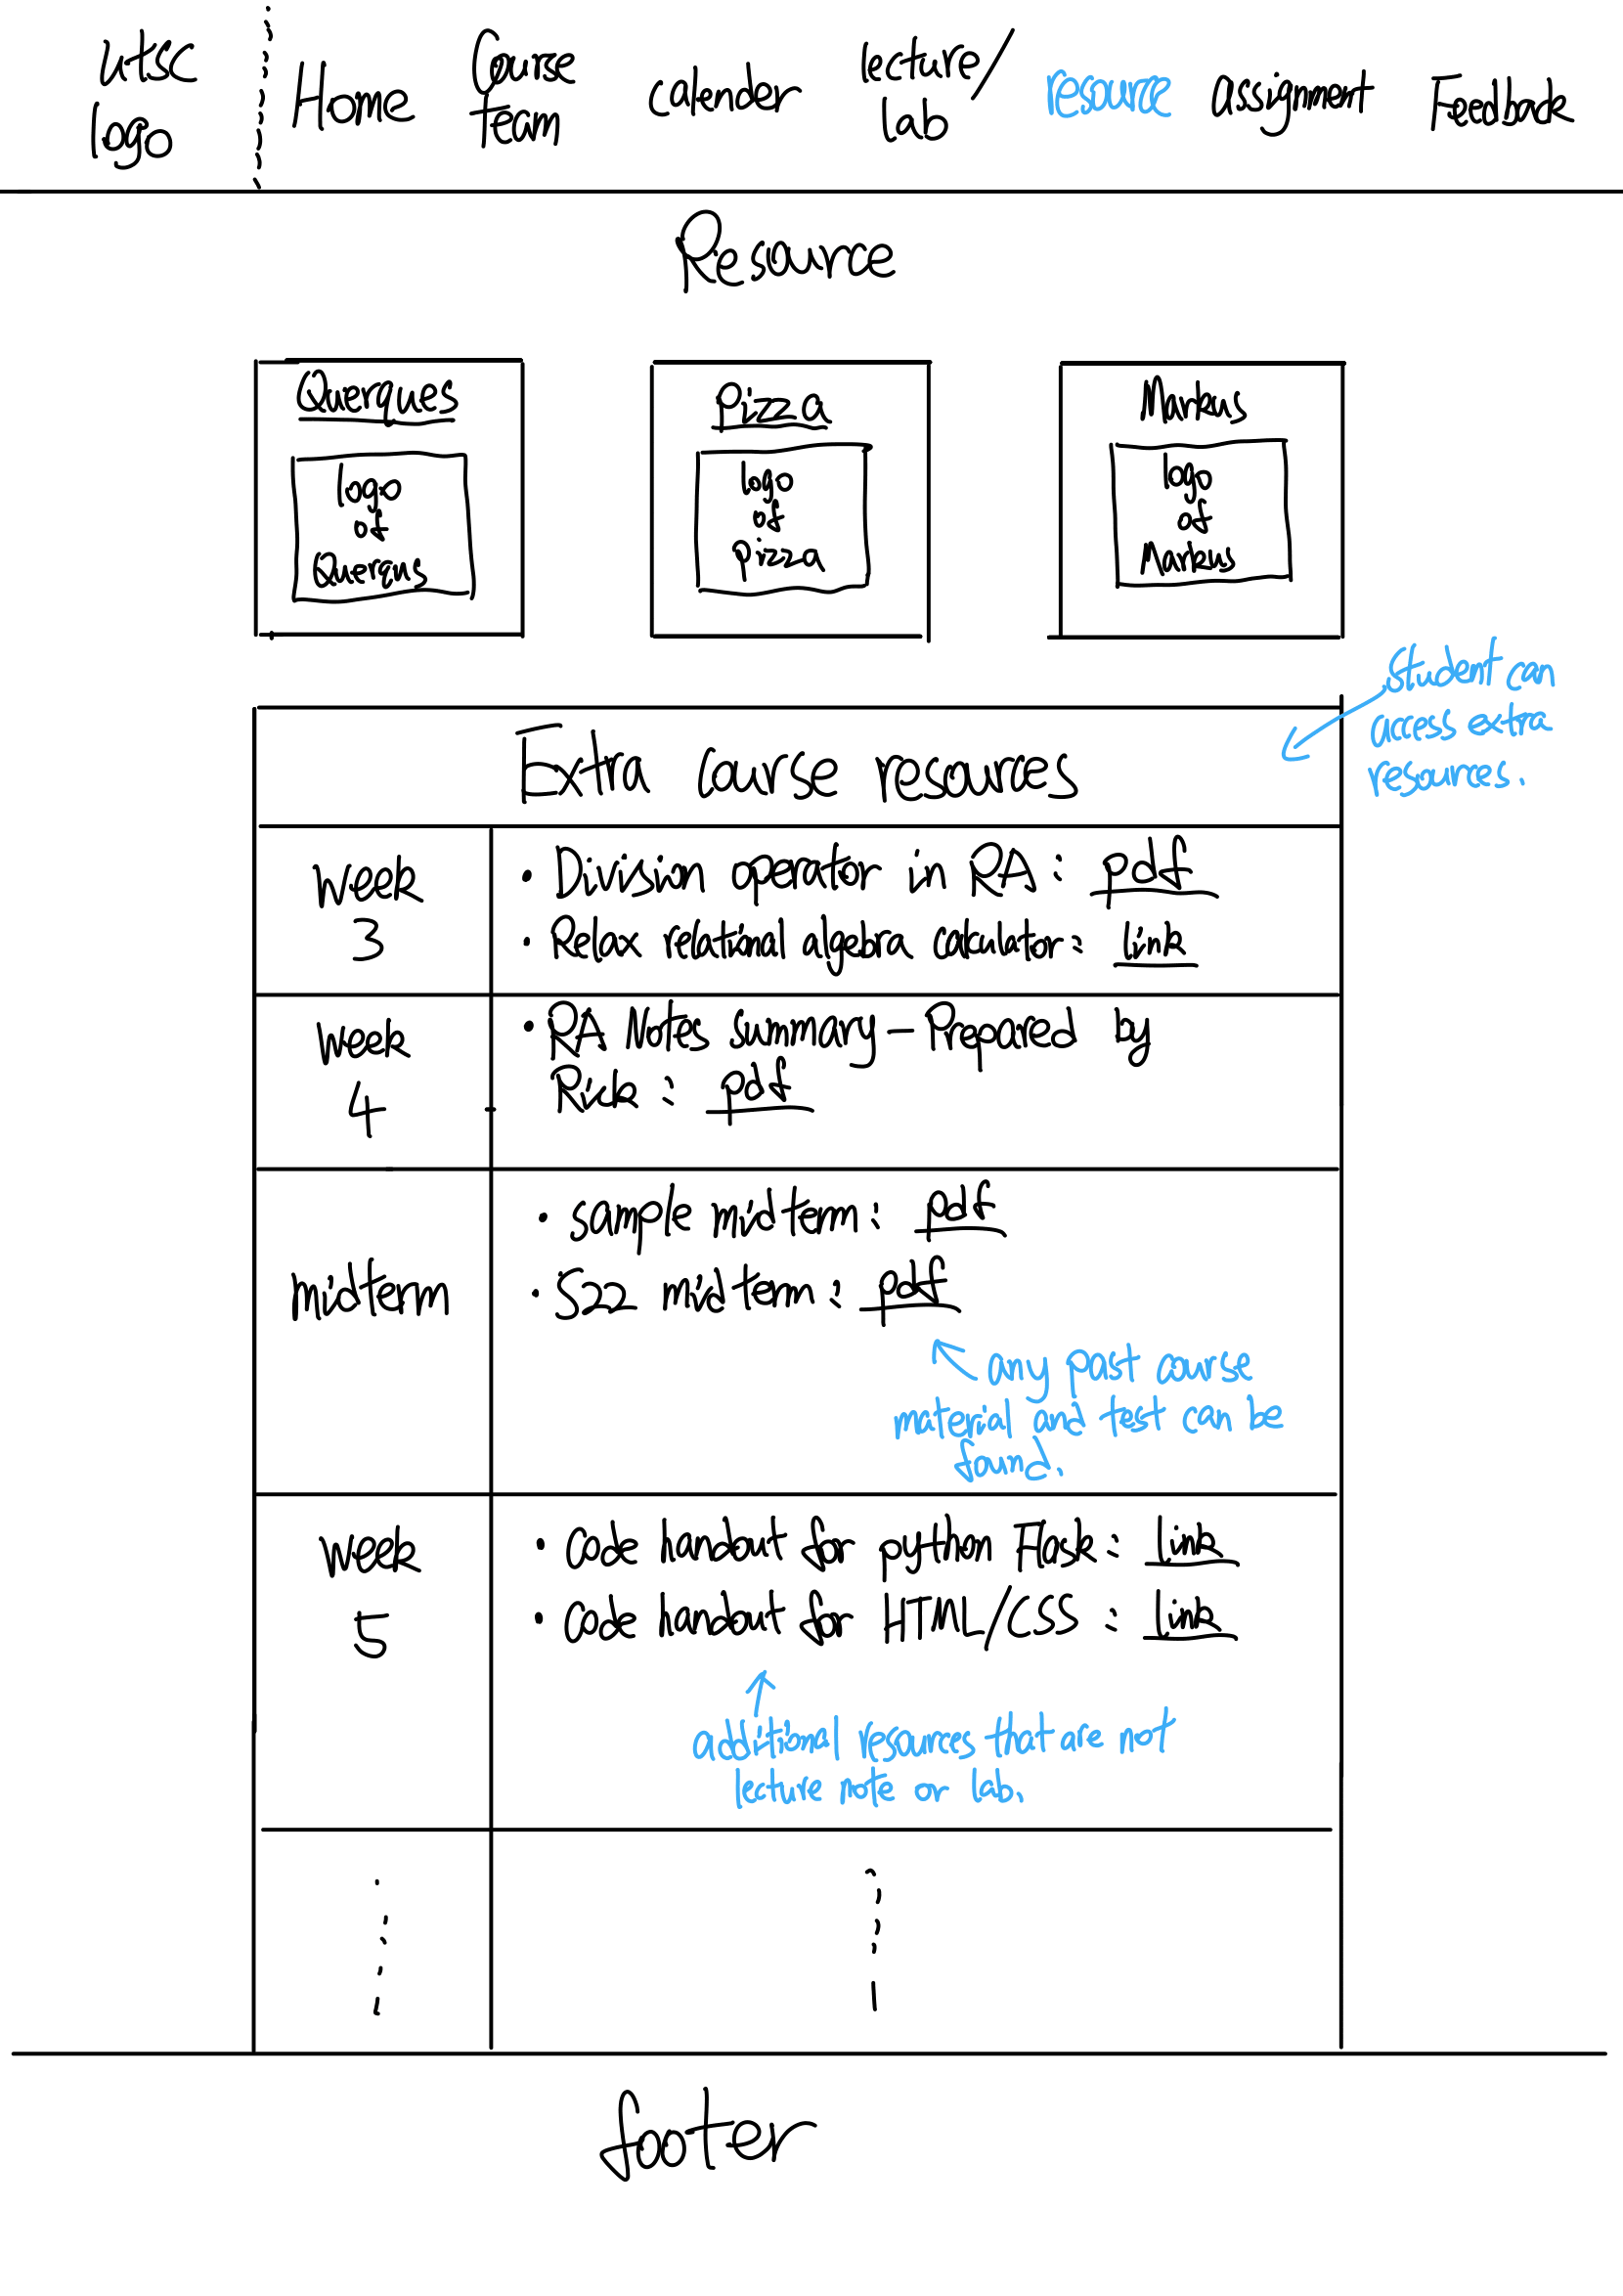 utsc
logo
Home
Course
team
calender
lecture/
lab
resource
assignment
Feedback
Resource
Querques
logo
of
Querqus
Pizza
logo
of
Pizza
Markus
logo
of
Markus
student can
access extra
resources.
Extra course resources
week
3
• Division operator in RA: pdf
• Relax relational algebra calculator: link
week
4
• RA Notes summary - Prepared by
Rick: pdf
midterm
• sample midterm: pdf
• S22 midterm: pdf
any past course
material and test can be
found.
week
5
• code handout for python Flask: Link
• code handout for HTML/CSS: Link
additional resources that are not
lecture note or lab.
footer